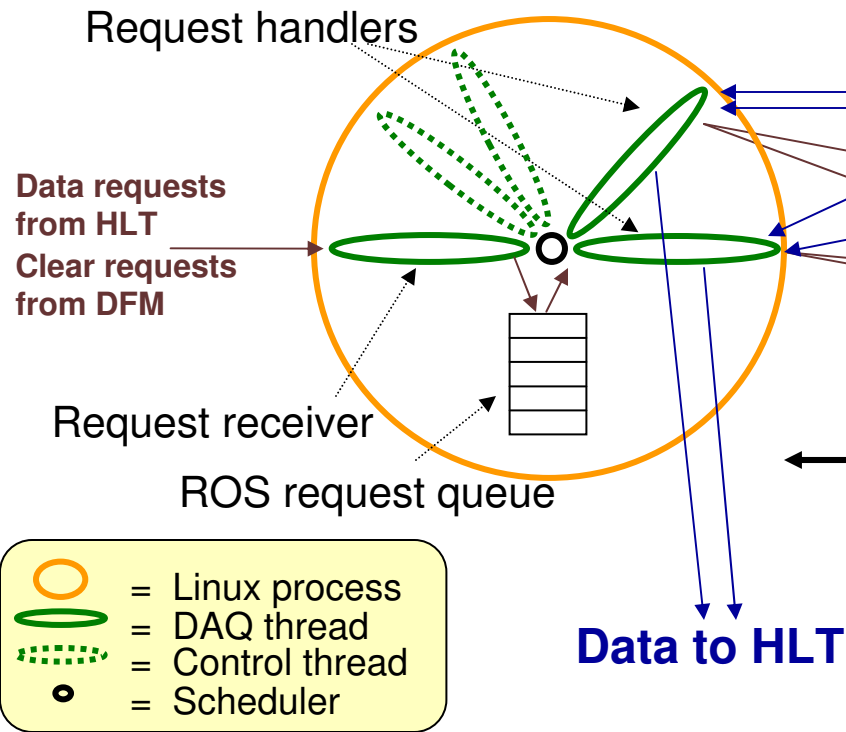 Request handlers
Data requests
from HLT
Clear requests
from DFM
Request receiver
ROS request queue
= Linux process
= DAQ thread
= Control thread
= Scheduler
Data to HLT